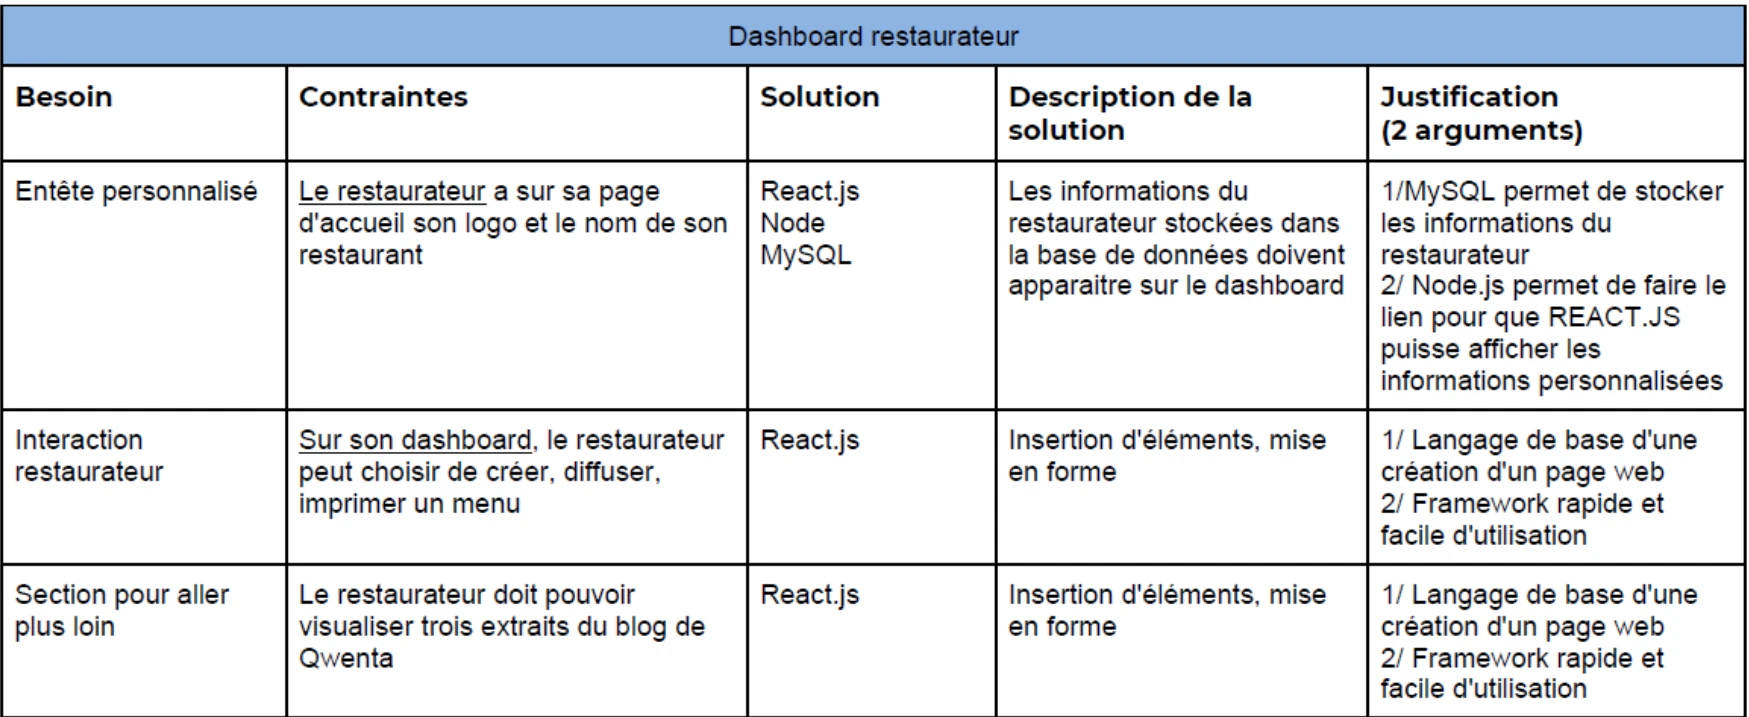 Dashboard restaurateur
Besoin
Contraintes
Solution
Description de la
solution
Justification
(2 arguments)
Entête personnalisé
Le restaurateur a sur sa page
d'accueil son logo et le nom de son
restaurant
React.js
Node
MySQL
Les informations du
restaurateur stockées dans
la base de données doivent
apparaitre sur le dashboard
1/MySQL permet de stocker
les informations du
restaurateur
2/ Node.js permet de faire le
lien pour que REACT.JS
puisse afficher les
informations personnalisées
Interaction
restaurateur
Sur son dashboard, le restaurateur
peut choisir de créer, diffuser,
imprimer un menu
React.js
Insertion d'éléments, mise
en forme
1/ Langage de base d'une
création d'un page web
2/ Framework rapide et
facile d'utilisation
Section pour aller
plus loin
Le restaurateur doit pouvoir
visualiser trois extraits du blog de
Qwenta
React.js
Insertion d'éléments, mise
en forme
1/ Langage de base d'une
création d'un page web
2/ Framework rapide et
facile d'utilisation